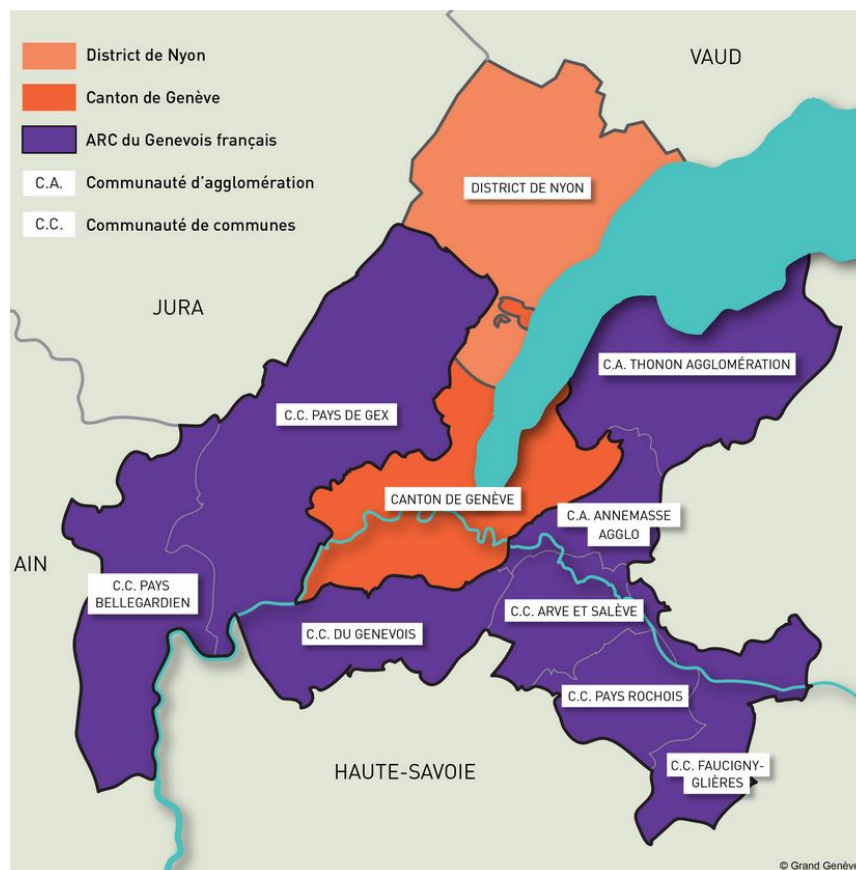 District de Nyon
Canton de Genève
ARC du Genevois français
C.A. Communauté d'agglomération
C.C. Communauté de communes
VAUD
DISTRICT DE NYON
JURA
C.A. THONON AGGLOMÉRATION
C.C. PAYS DE GEX
CANTON DE GENÈVE
C.A. ANNEMASSE
AGGLO
AIN
C.C. PAYS
BELLEGARDIEN
C.C. ARVE ET SALÈVE
C.C. DU GENEVOIS
C.C. PAYS ROCHOIS
HAUTE-SAVOIE
C.C. FAUCIGNY-
GLIÈRES
© Grand Genève